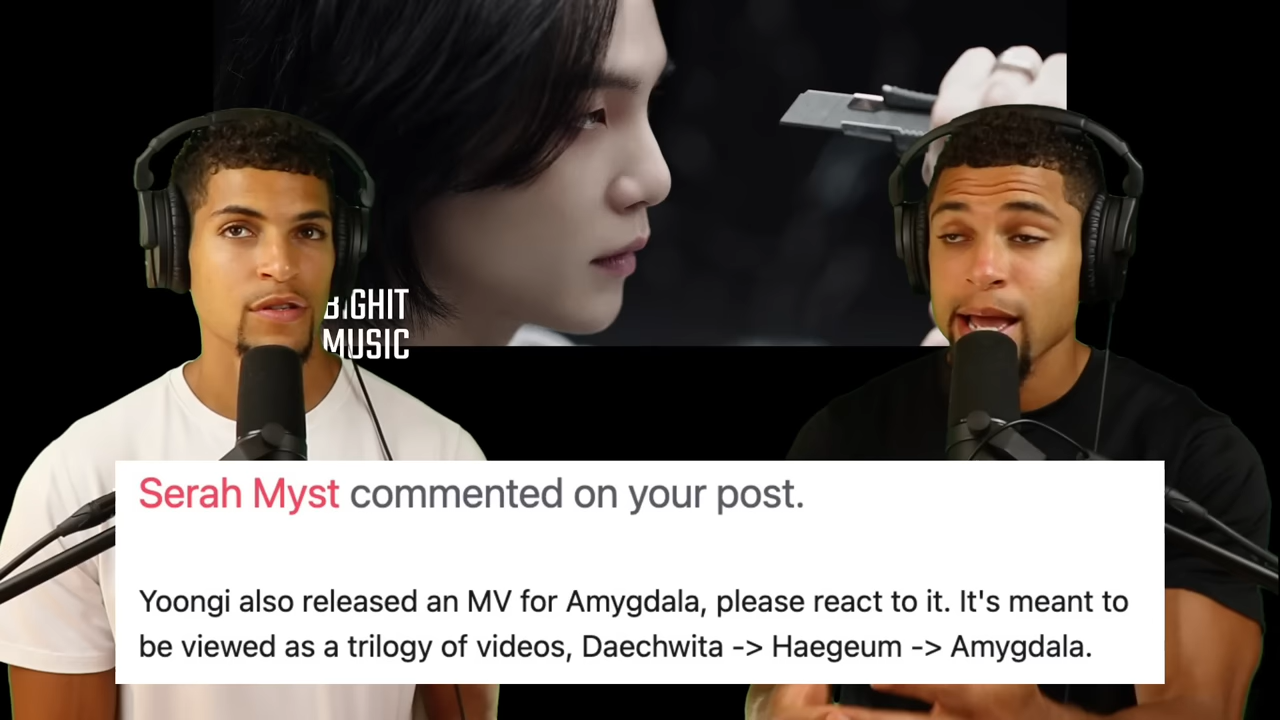 BIGHIT
MUSIC
Serah Myst commented on your post.
Yoongi also released an MV for Amygdala, please react to it. It's meant to
be viewed as a trilogy of videos, Daechwita -> Haegeum -> Amygdala.